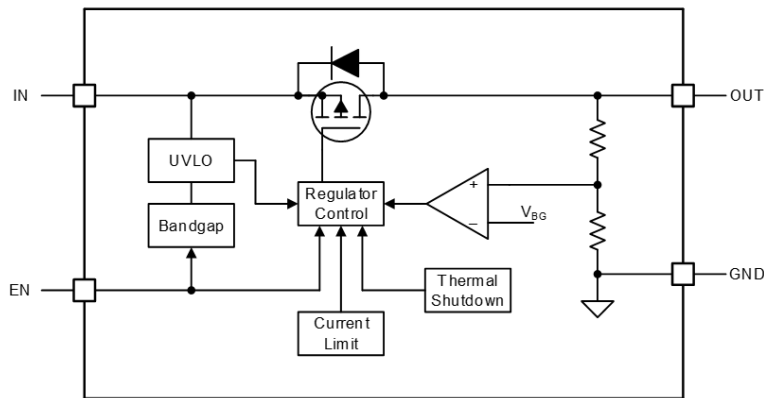 IN
OUT
UVLO
Regulator
Control
+
–
V_BG
Bandgap
EN
Thermal
Shutdown
GND
Current
Limit